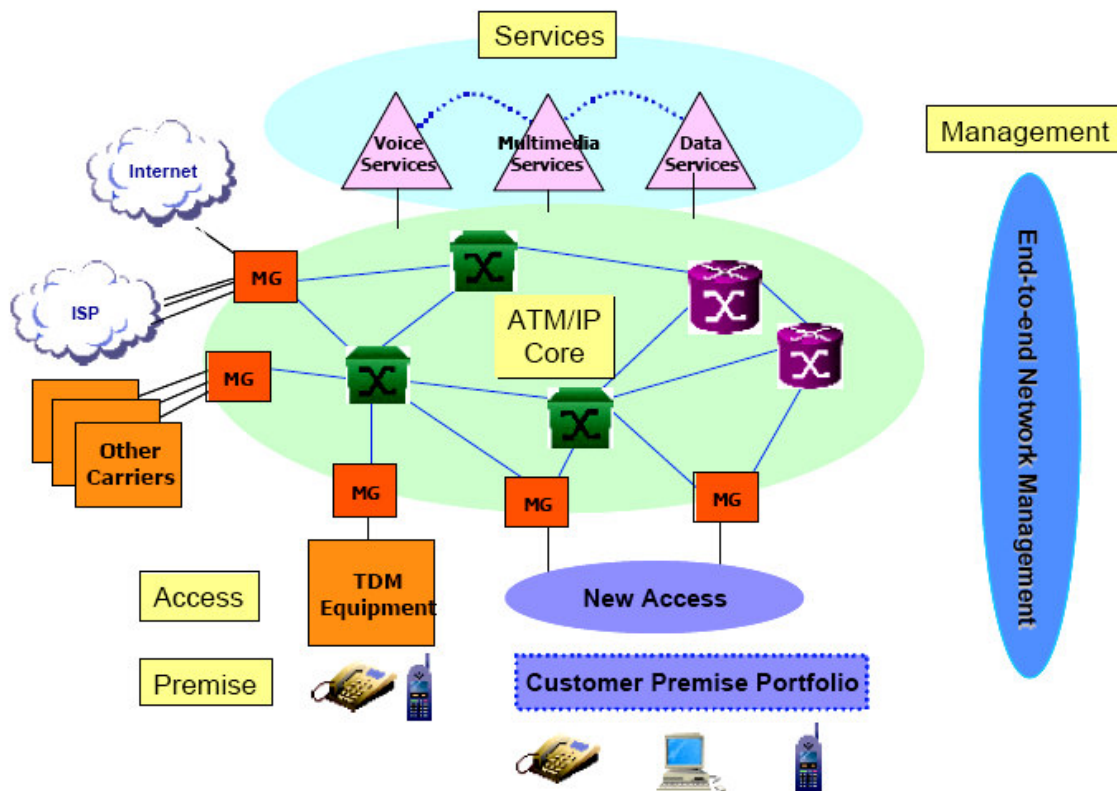 Services
Management
Voice
Services
Multimedia
Services
Data
Services
Internet
ISP
MG
ATM/IP
Core
MG
Other
Carriers
MG
MG
MG
TDM
Equipment
Access
New Access
Premise
Customer Premise Portfolio
End-to-end Network Management